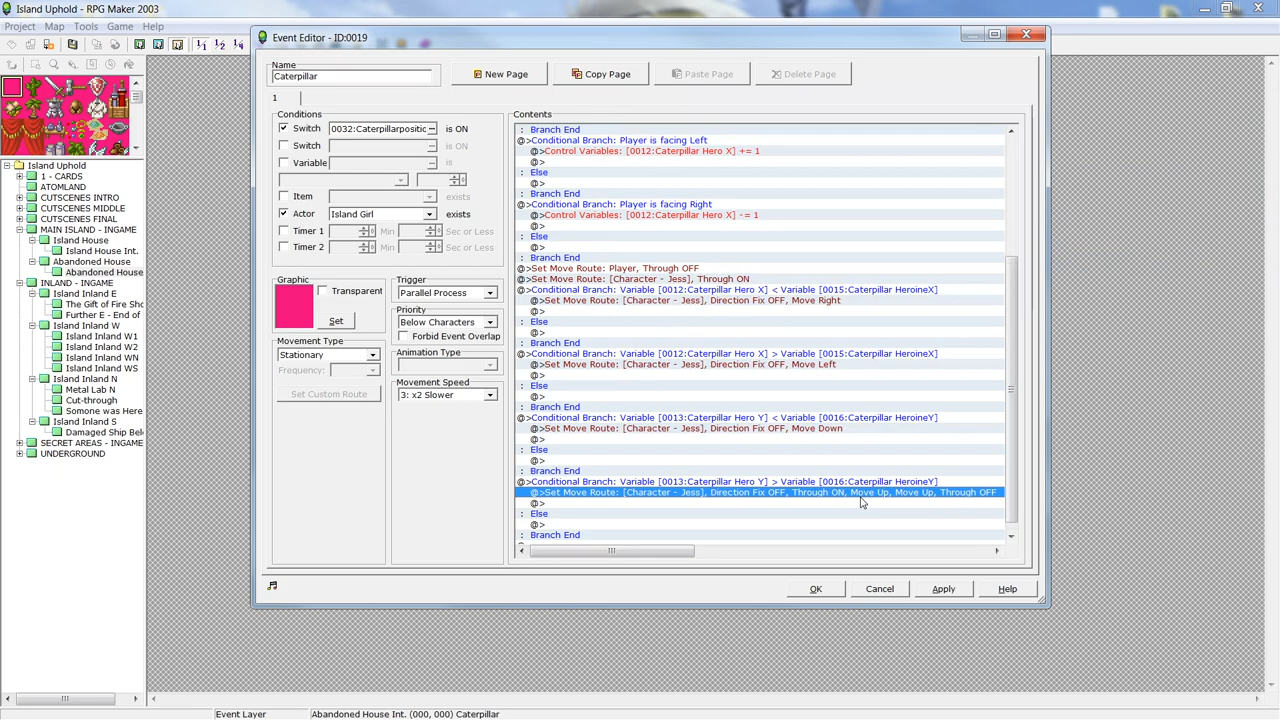 Island Uphold - RPG Maker 2003
Project Map Tools Game Help
Island Uphold
1 - CARDS
ATOMLAND
CUTSCENES INTRO
CUTSCENES MIDDLE
CUTSCENES FINAL
MAIN ISLAND - INGAME
Island House
Island House Int.
Abandoned House
Abandoned House
INLAND - INGAME
Island Inland E
The Gift of Fire Sho
Further E - End of
Island Inland W
Island Inland W1
Island Inland W2
Island Inland WN
Island Inland WS
Island Inland N
Metal Lab N
Cut-through
Someone was Here
Island Inland S
Damaged Ship Bel
SECRET AREAS - INGAME
UNDERGROUND
Event Editor - ID:0019
Name
Caterpillar
New Page Copy Page Paste Page Delete Page
1
Conditions
Switch 0032:Caterpillarpositic is ON
Switch is ON
Variable is
Item exists
Actor Island Girl exists
Timer 1 Min Sec or Less
Timer 2 Min Sec or Less
Graphic
Transparent
Set
Movement Type
Stationary
Frequency:
Set Custom Route
Trigger
Parallel Process
Priority
Below Characters
Forbid Event Overlap
Animation Type
Movement Speed
3: x2 Slower
Contents
: Branch End
@>Conditional Branch: Player is facing Left
@>Control Variables: [0012:Caterpillar Hero X] += 1
@>
: Else
@>
: Branch End
@>Conditional Branch: Player is facing Right
@>Control Variables: [0012:Caterpillar Hero X] -= 1
@>
: Else
@>
: Branch End
@>Set Move Route: Player, Through OFF
@>Set Move Route: [Character - Jess], Through ON
@>Conditional Branch: Variable [0012:Caterpillar Hero X] < Variable [0015:Caterpillar HeroineX]
@>Set Move Route: [Character - Jess], Direction Fix OFF, Move Right
@>
: Else
@>
: Branch End
@>Conditional Branch: Variable [0012:Caterpillar Hero X] > Variable [0015:Caterpillar HeroineX]
@>Set Move Route: [Character - Jess], Direction Fix OFF, Move Left
@>
: Else
@>
: Branch End
@>Conditional Branch: Variable [0013:Caterpillar Hero Y] < Variable [0016:Caterpillar HeroineY]
@>Set Move Route: [Character - Jess], Direction Fix OFF, Move Down
@>
: Else
@>
: Branch End
@>Conditional Branch: Variable [0013:Caterpillar Hero Y] > Variable [0016:Caterpillar HeroineY]
@>Set Move Route: [Character - Jess], Direction Fix OFF, Through ON, Move Up, Move Up, Through OFF
@>
: Else
@>
: Branch End
OK Cancel Apply Help
Event Layer Abandoned House Int. (000, 000) Caterpillar